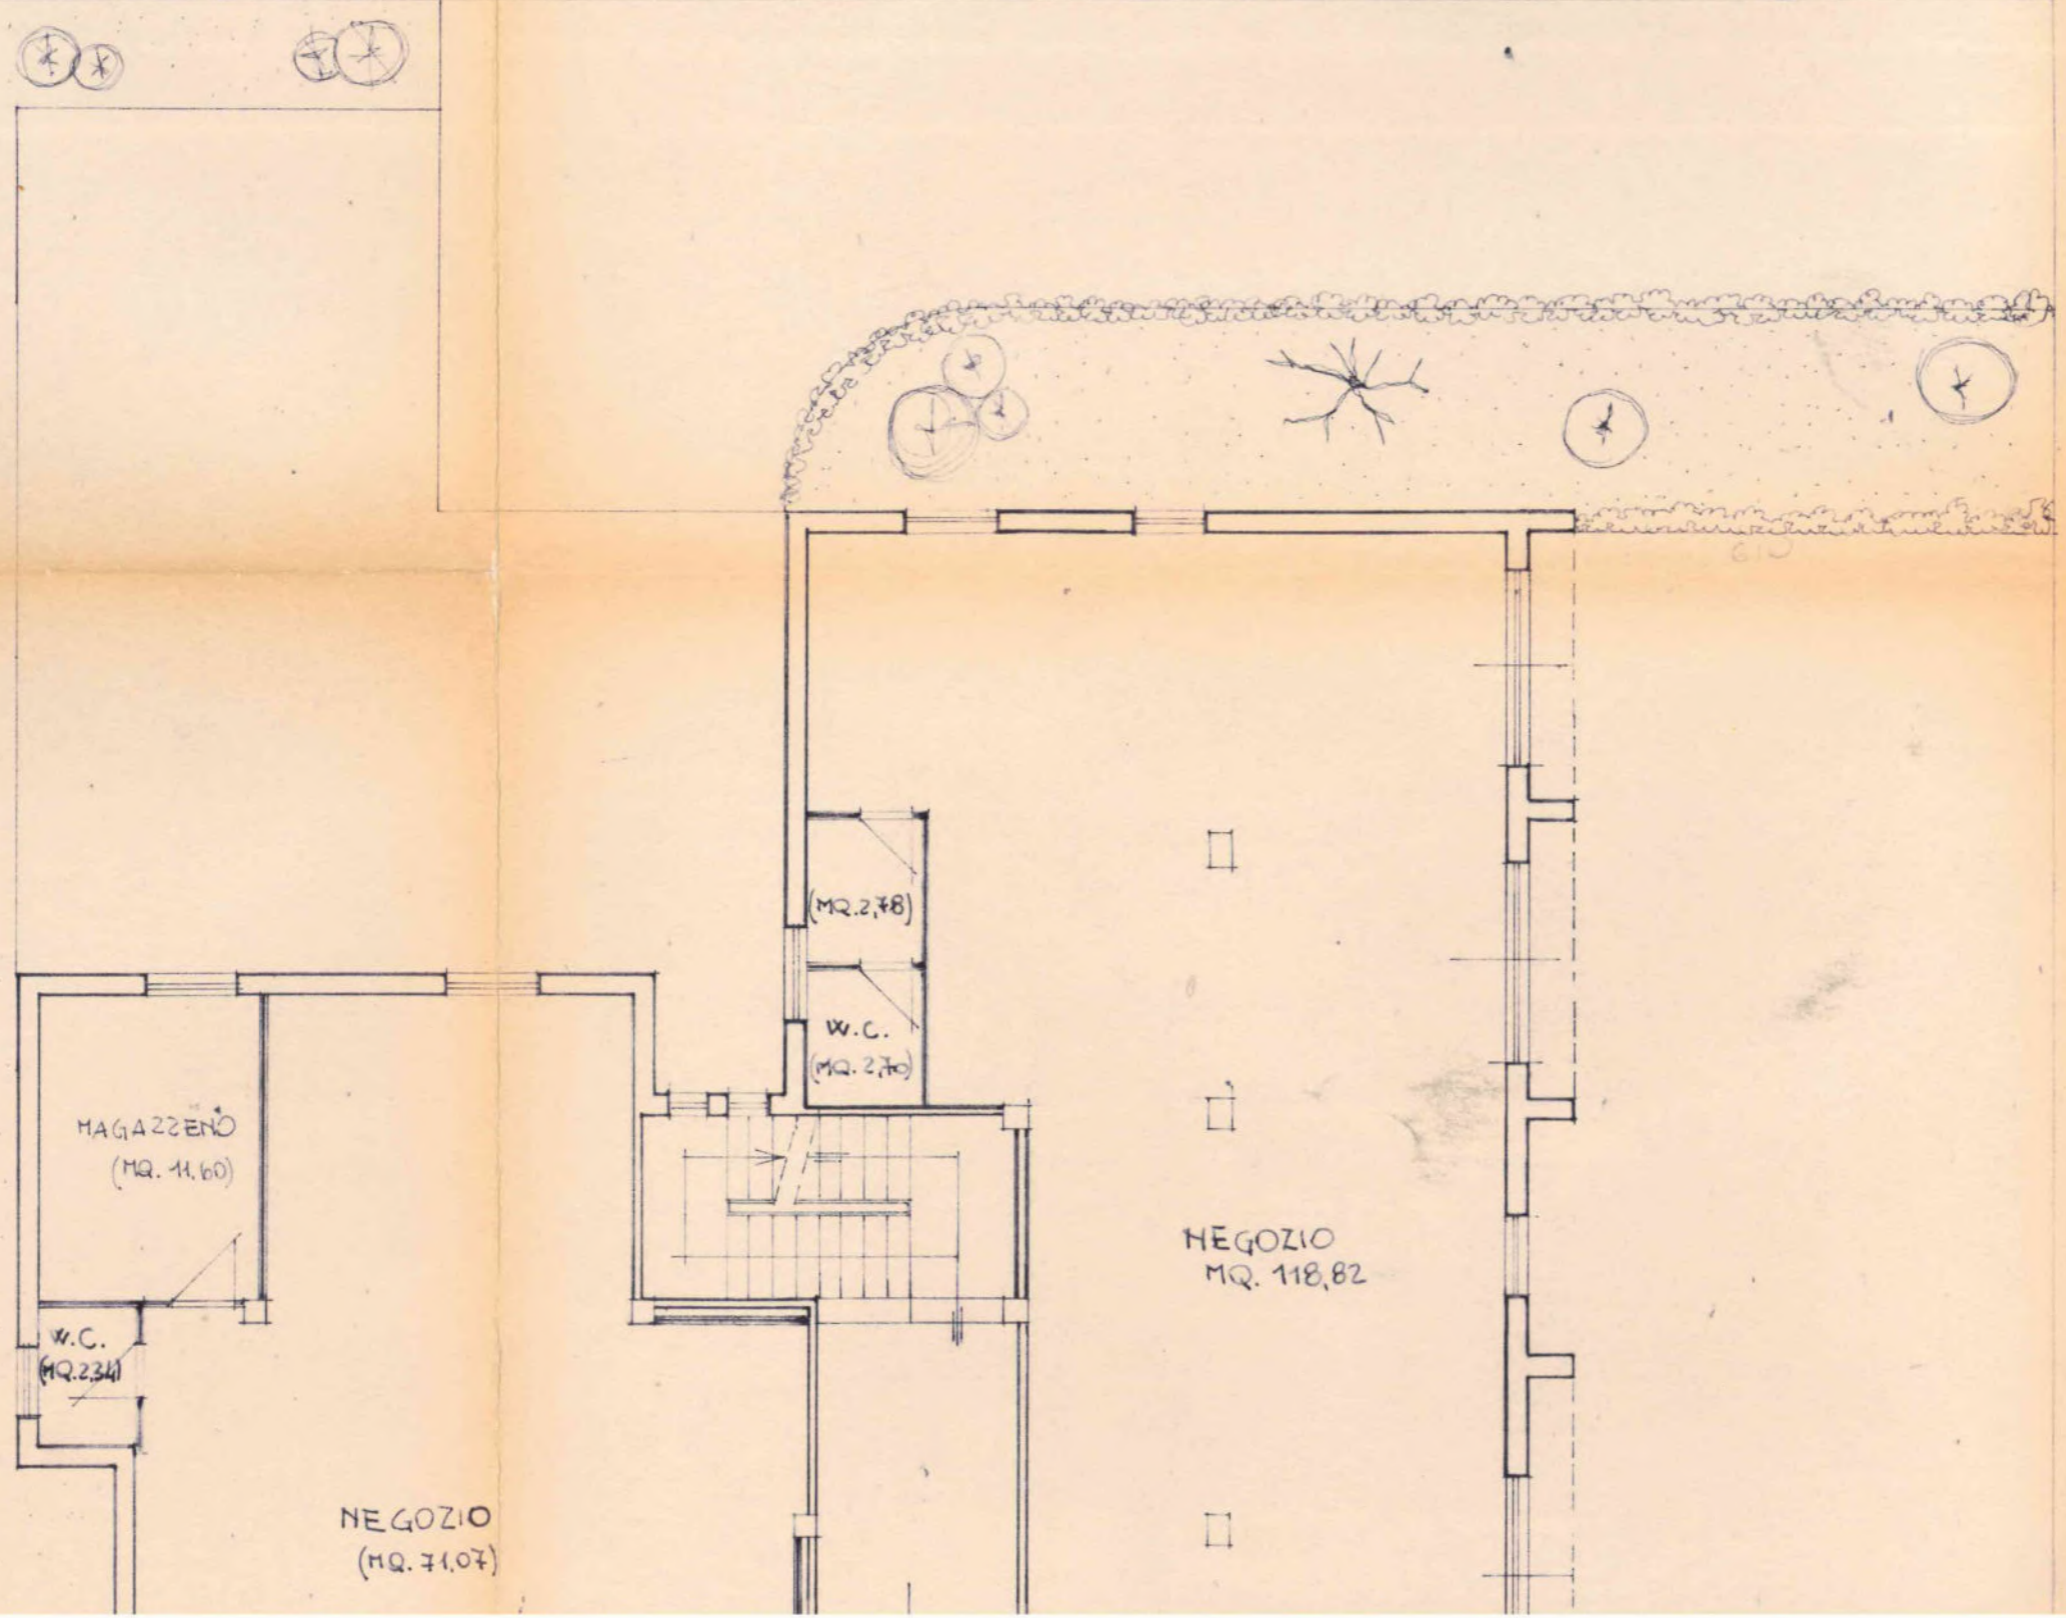 (MQ. 2,78)
W.C.
(MQ. 2,70)
MAGAZZENO
(MQ. 11,60)
NEGOZIO
MQ. 118,82
W.C.
(MQ. 2,34)
NEGOZIO
(MQ. 71,07)